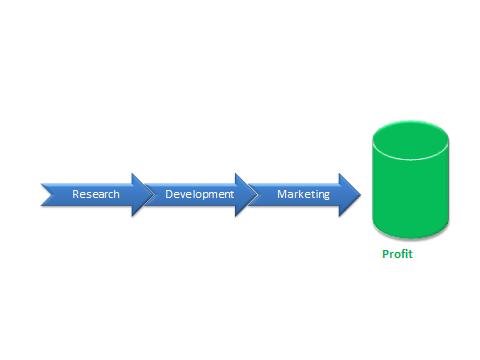 Research
Development
Marketing
Profit